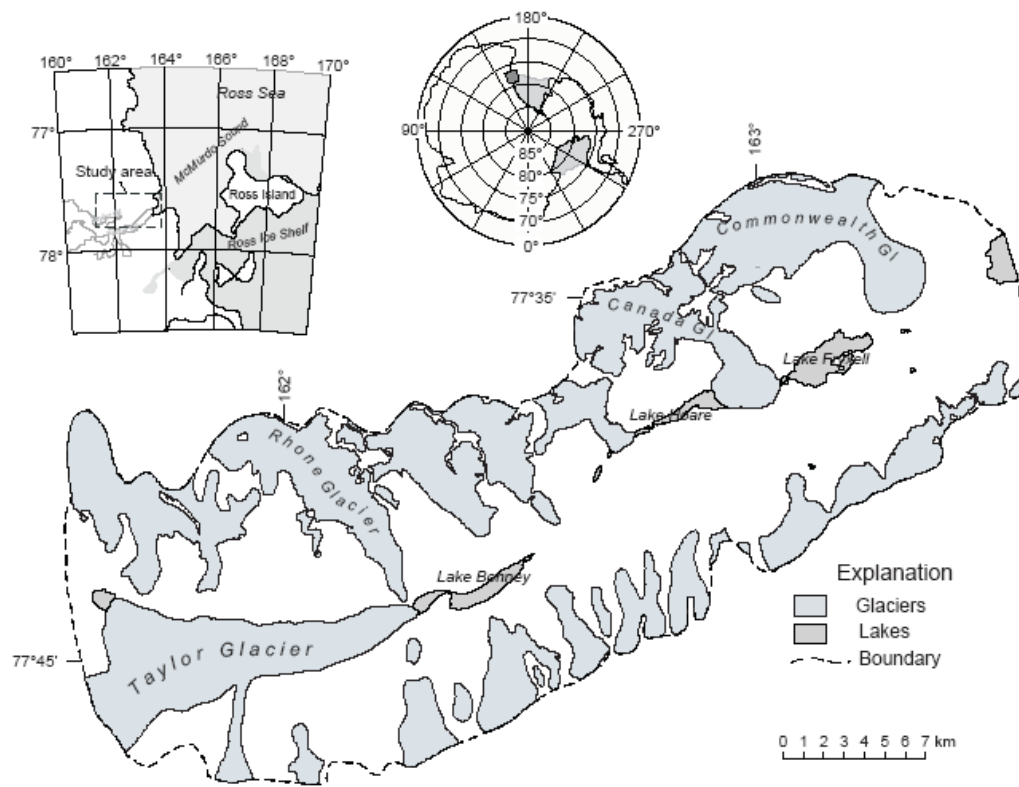 160° 162° 164° 166° 168° 170°
Ross Sea
77°
McMurdo Sound
Study area
Ross Island
Ross Ice Shelf
78°
180°
90°
270°
85°
80°
75°
70°
0°
163°
Commonwealth Gl
77°35'
Canada Gl
Lake Fryxell
Lake Hoare
162°
Rhone Glacier
Lake Bonney
Taylor Glacier
77°45'
Explanation
Glaciers
Lakes
Boundary
0 1 2 3 4 5 6 7 km